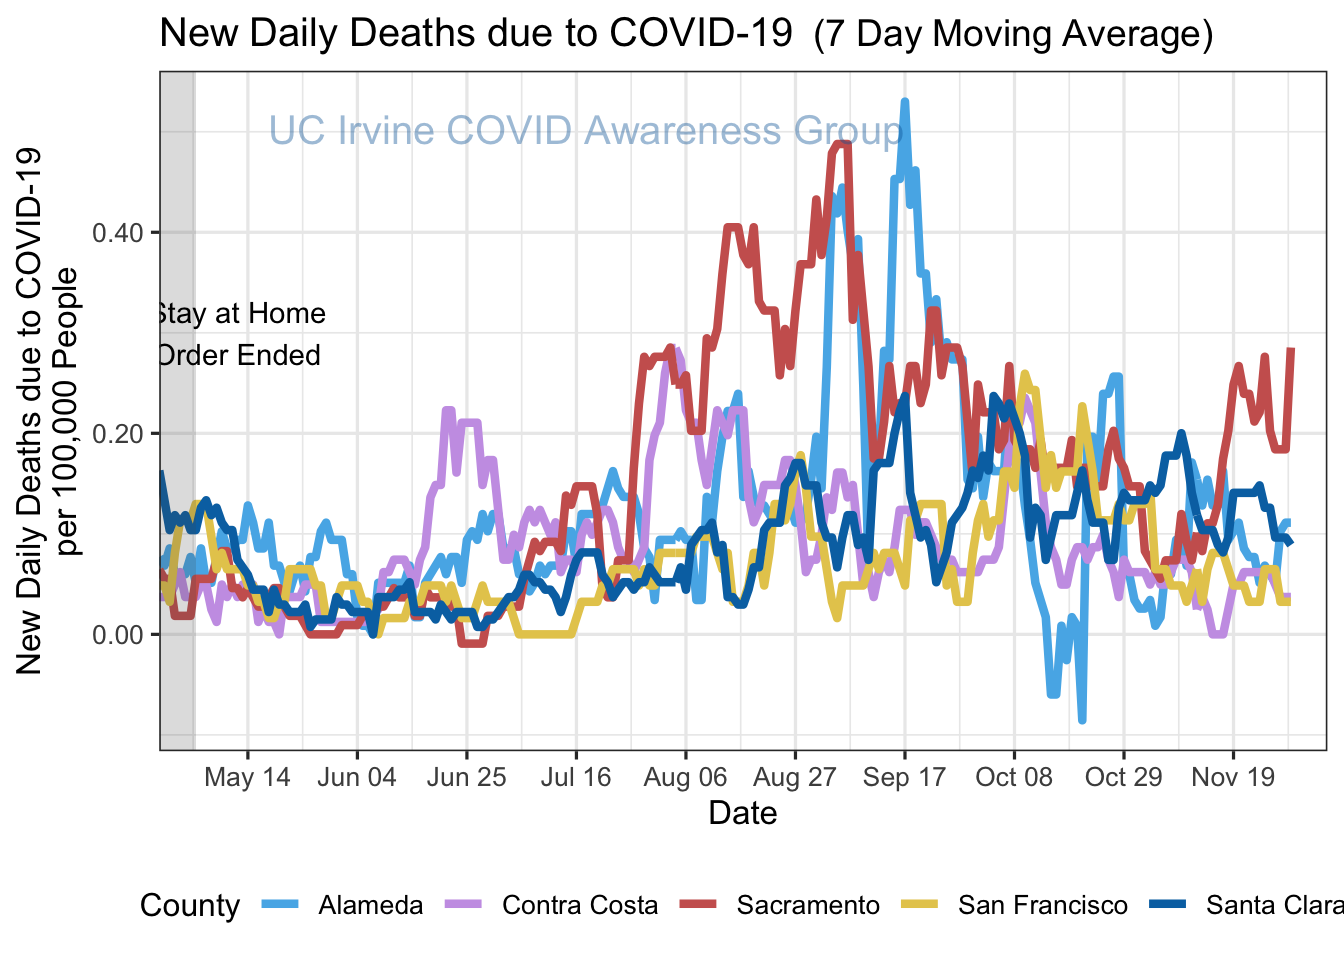 New Daily Deaths due to COVID-19 (7 Day Moving Average)
UC Irvine COVID Awareness Group
New Daily Deaths due to COVID-19
per 100,000 People
0.40
0.20
0.00
Stay at Home
Order Ended
May 14 Jun 04 Jun 25 Jul 16 Aug 06 Aug 27 Sep 17 Oct 08 Oct 29 Nov 19
Date
County Alameda Contra Costa Sacramento San Francisco Santa Clara